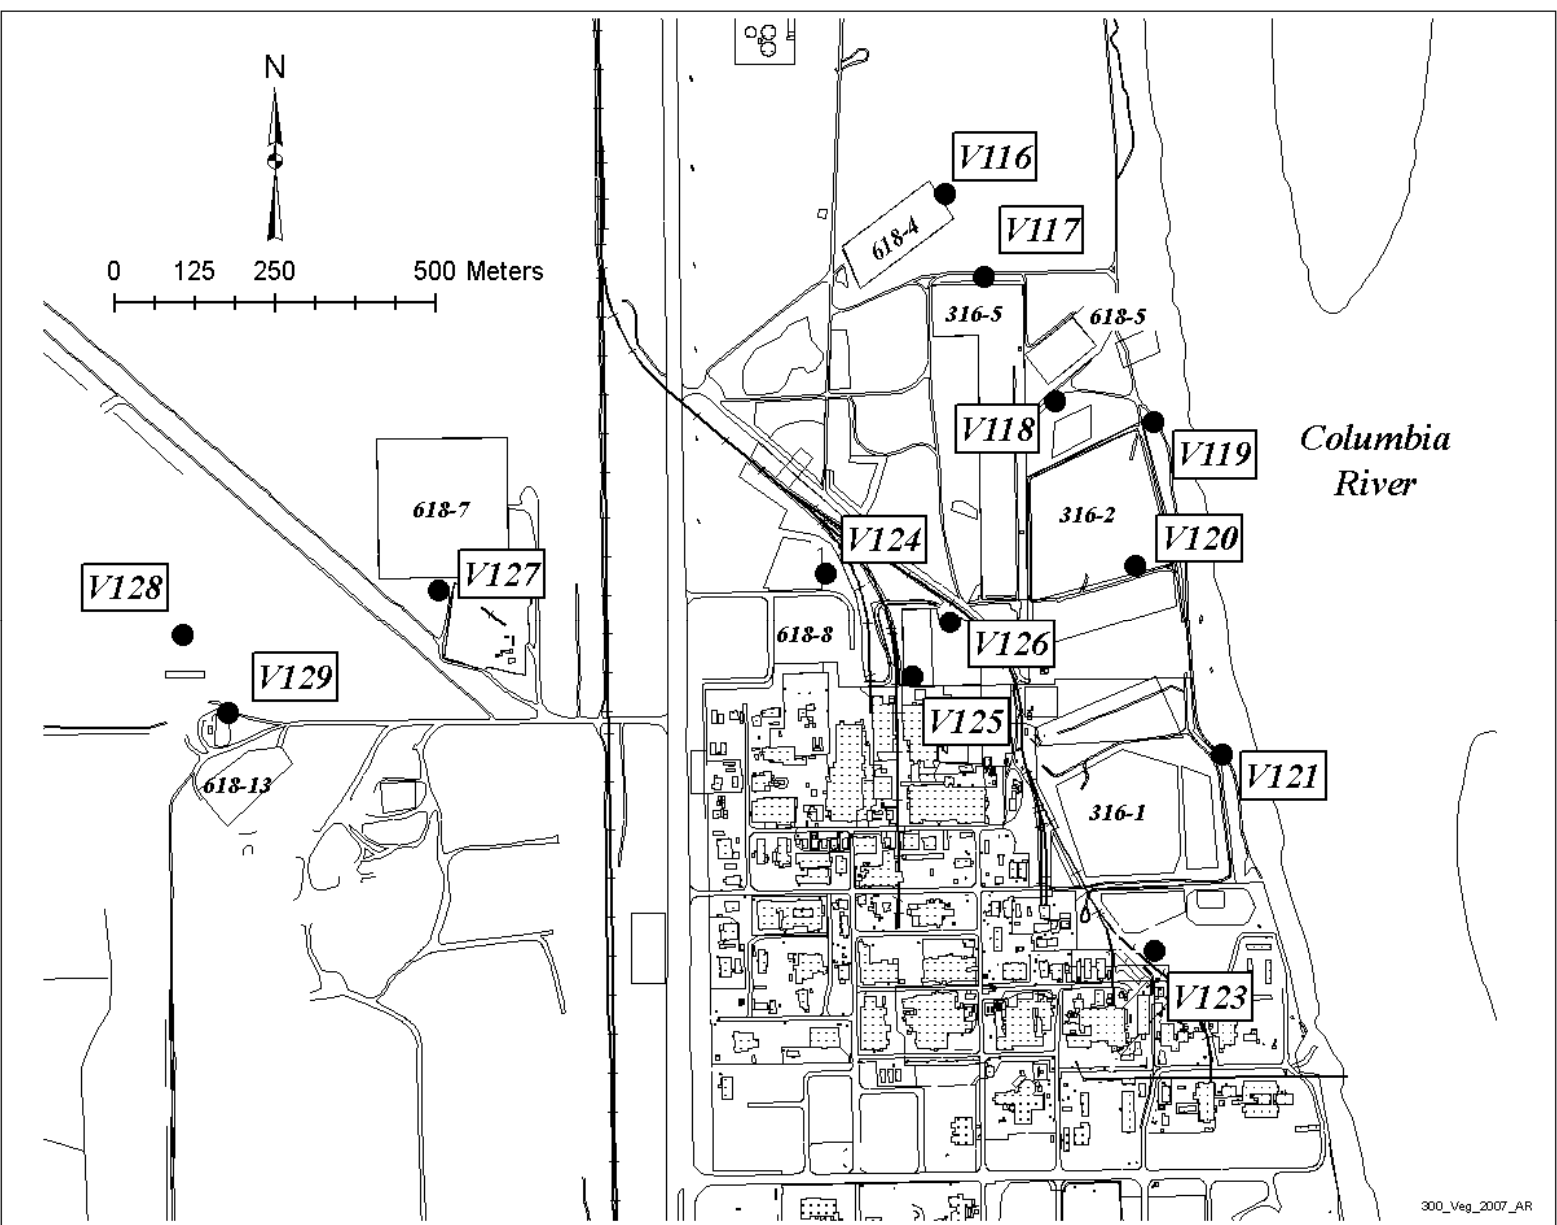 N
0 125 250 500 Meters
V116
618-4
V117
316-5
618-5
V118
V119
Columbia
River
618-7
316-2
V124
V120
V127
V128
618-8
V126
V129
V125
618-13
V121
316-1
V123
300_Veg_2007_AR